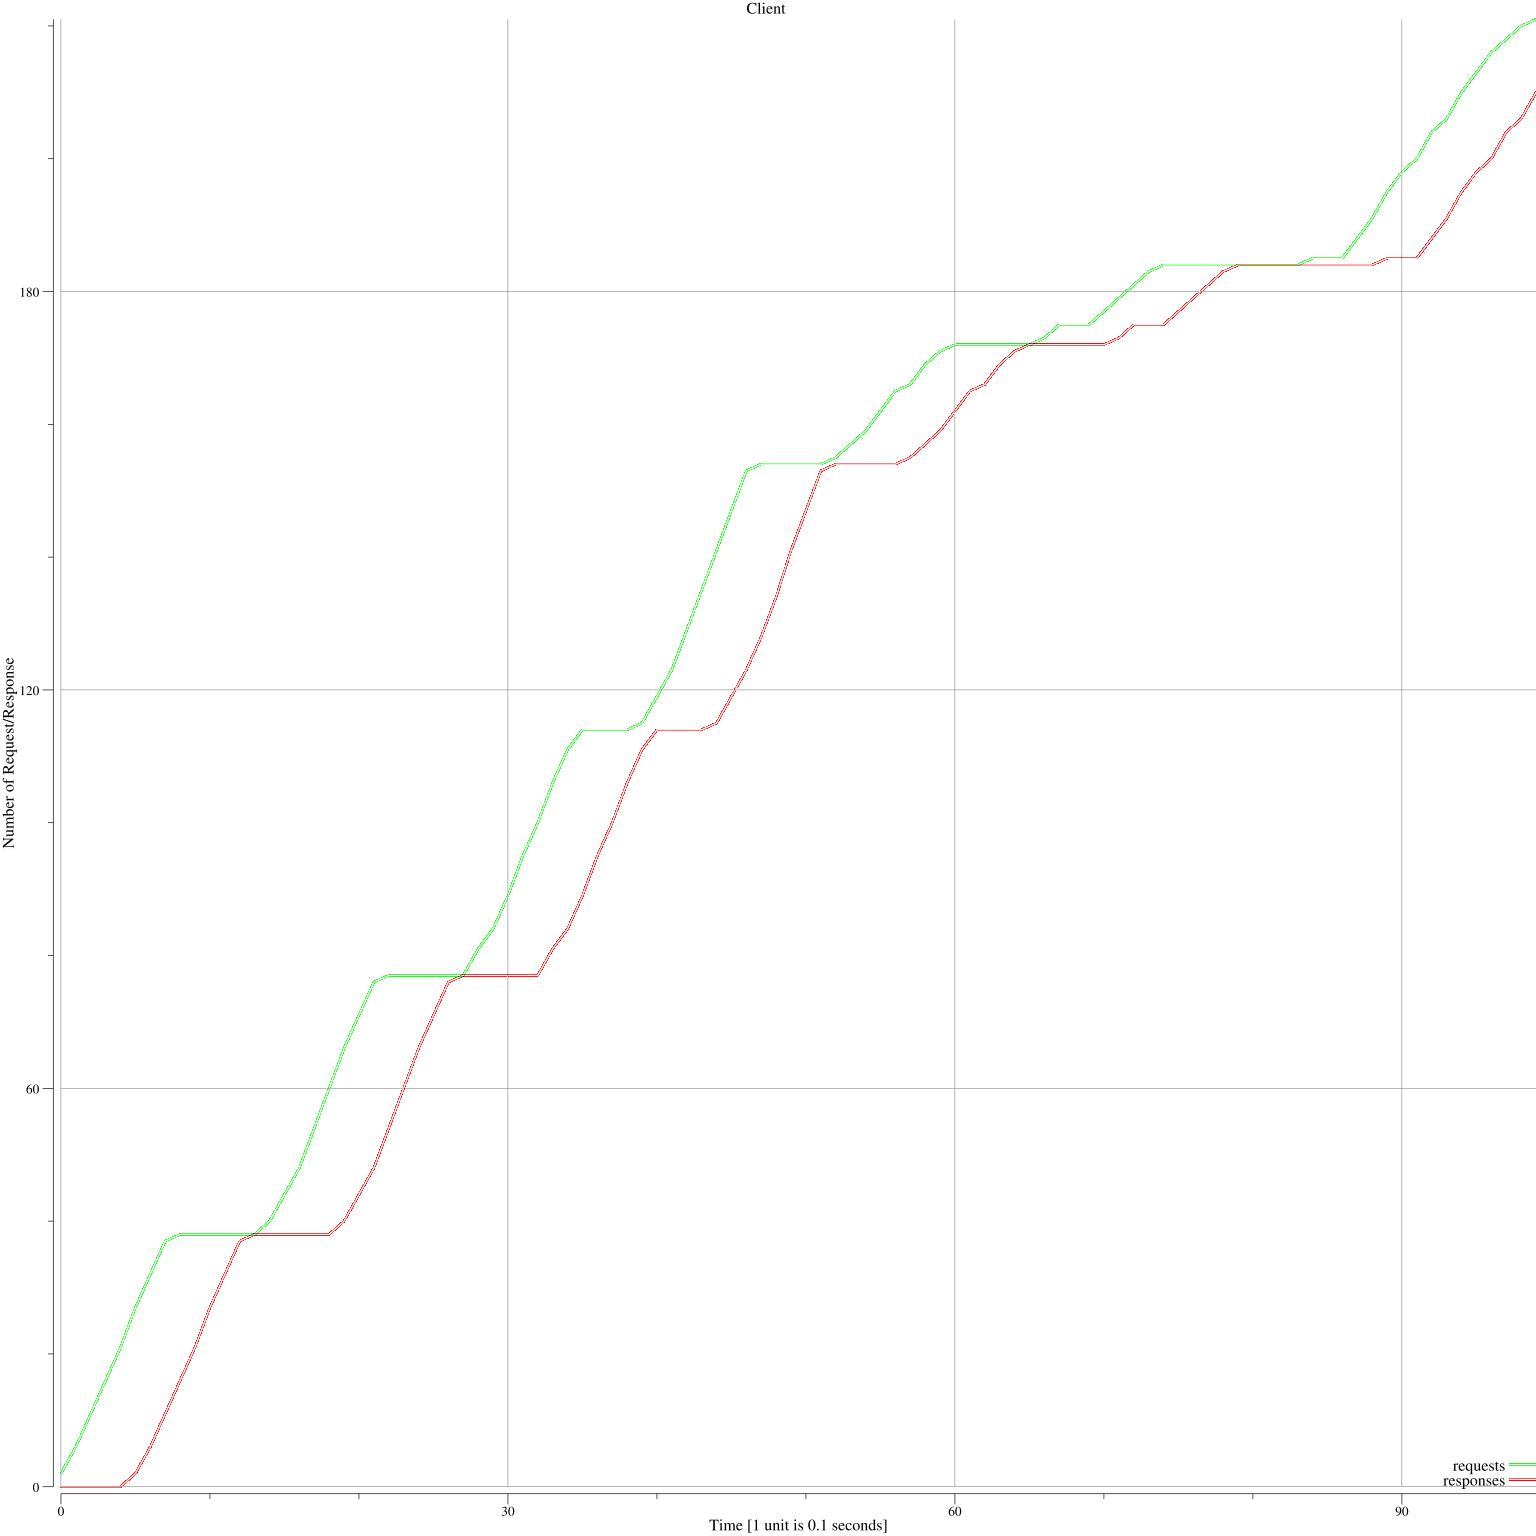 Client
Number of Request/Response
180
120
60
0
0
30
60
90
Time [1 unit is 0.1 seconds]
requests
responses